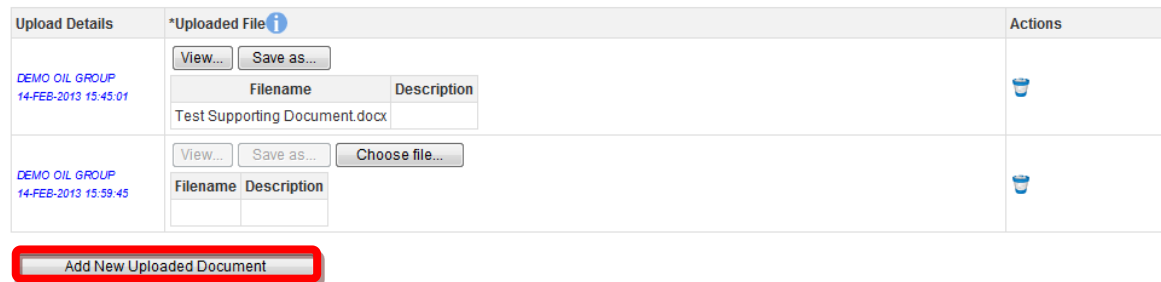 Upload Details *Uploaded File Actions
View... Save as...
DEMO OIL GROUP
14-FEB-2013 15:45:01
Filename Description
Test Supporting Document.docx
View... Save as... Choose file...
DEMO OIL GROUP
14-FEB-2013 15:59:45
Filename Description
Add New Uploaded Document